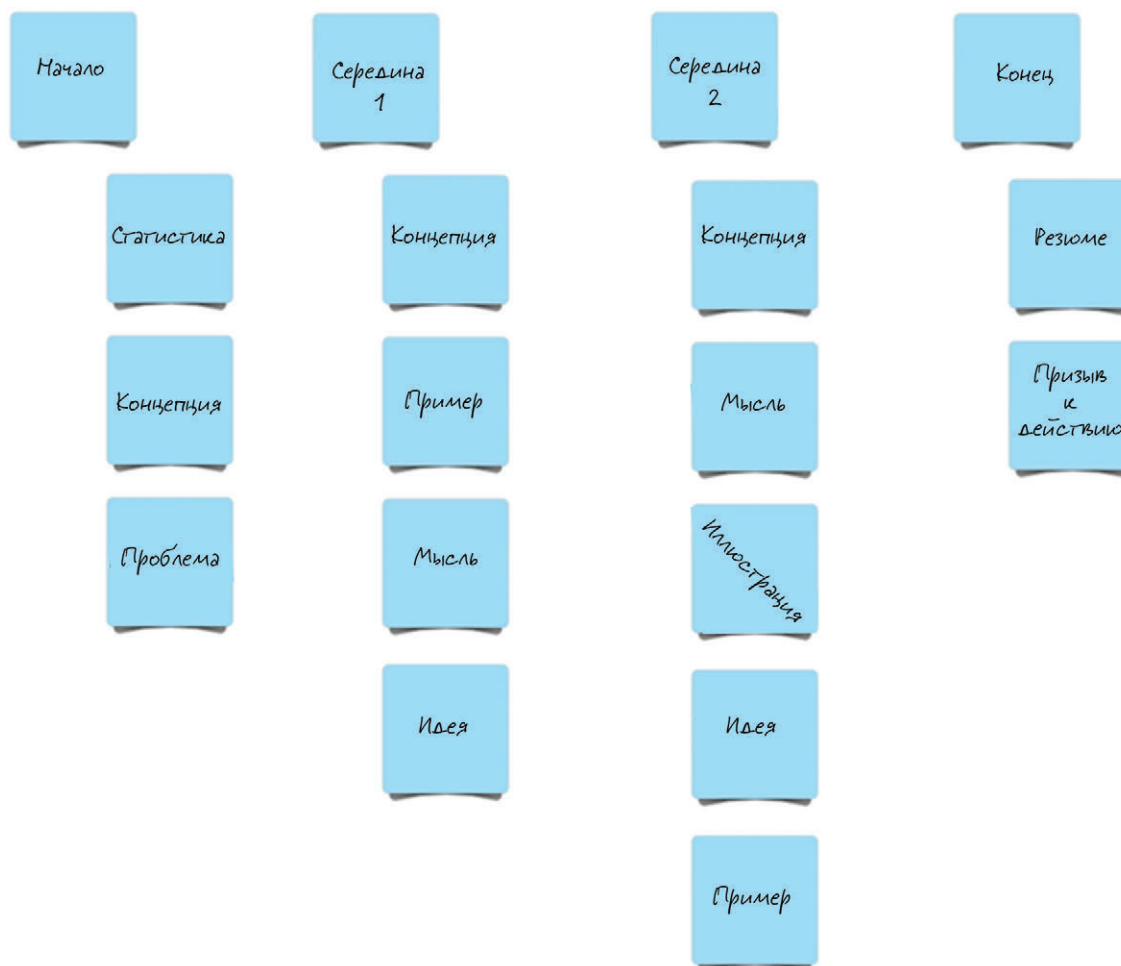 Начало
Середина
1
Середина
2
Конец
Статистика
Концепция
Проблема
Концепция
Пример
Мысль
Идея
Концепция
Мысль
Иллюстрация
Идея
Пример
Резюме
Призыв
к
действию